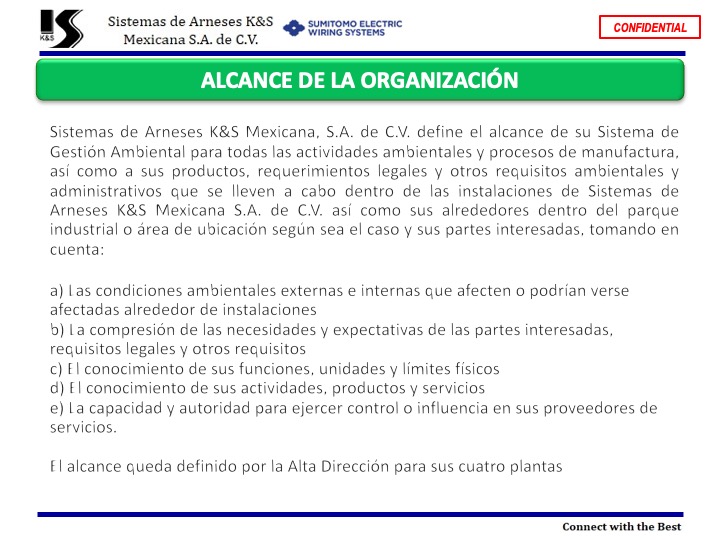 K&S
Sistemas de Arneses K&S
Mexicana S.A. de C.V.
SUMITOMO ELECTRIC
WIRING SYSTEMS
CONFIDENTIAL
ALCANCE DE LA ORGANIZACIÓN
Sistemas de Arneses K&S Mexicana, S.A. de C.V. define el alcance de su Sistema de
Gestión Ambiental para todas las actividades ambientales y procesos de manufactura,
así como a sus productos, requerimientos legales y otros requisitos ambientales y
administrativos que se lleven a cabo dentro de las instalaciones de Sistemas de
Arneses K&S Mexicana S.A. de C.V. así como sus alrededores dentro del parque
industrial o área de ubicación según sea el caso y sus partes interesadas, tomando en
cuenta:
a) Las condiciones ambientales externas e internas que afecten o podrían verse
afectadas alrededor de instalaciones
b) La compresión de las necesidades y expectativas de las partes interesadas,
requisitos legales y otros requisitos
c) El conocimiento de sus funciones, unidades y límites físicos
d) El conocimiento de sus actividades, productos y servicios
e) La capacidad y autoridad para ejercer control o influencia en sus proveedores de
servicios.
El alcance queda definido por la Alta Dirección para sus cuatro plantas
Connect with the Best